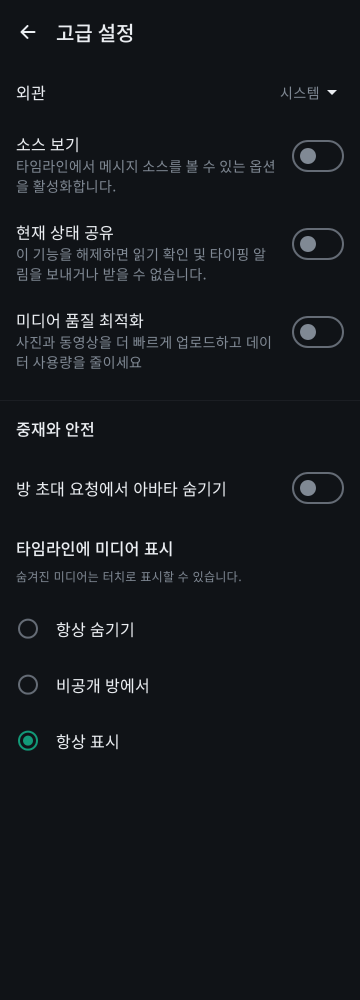 고급 설정
외관
시스템
소스 보기
타임라인에서 메시지 소스를 볼 수 있는 옵션
을 활성화합니다.
현재 상태 공유
이 기능을 해제하면 읽기 확인 및 타이핑 알
림을 보내거나 받을 수 없습니다.
미디어 품질 최적화
사진과 동영상을 더 빠르게 업로드하고 데이
터 사용량을 줄이세요
중재와 안전
방 초대 요청에서 아바타 숨기기
타임라인에 미디어 표시
숨겨진 미디어는 터치로 표시할 수 있습니다.
항상 숨기기
비공개 방에서
항상 표시